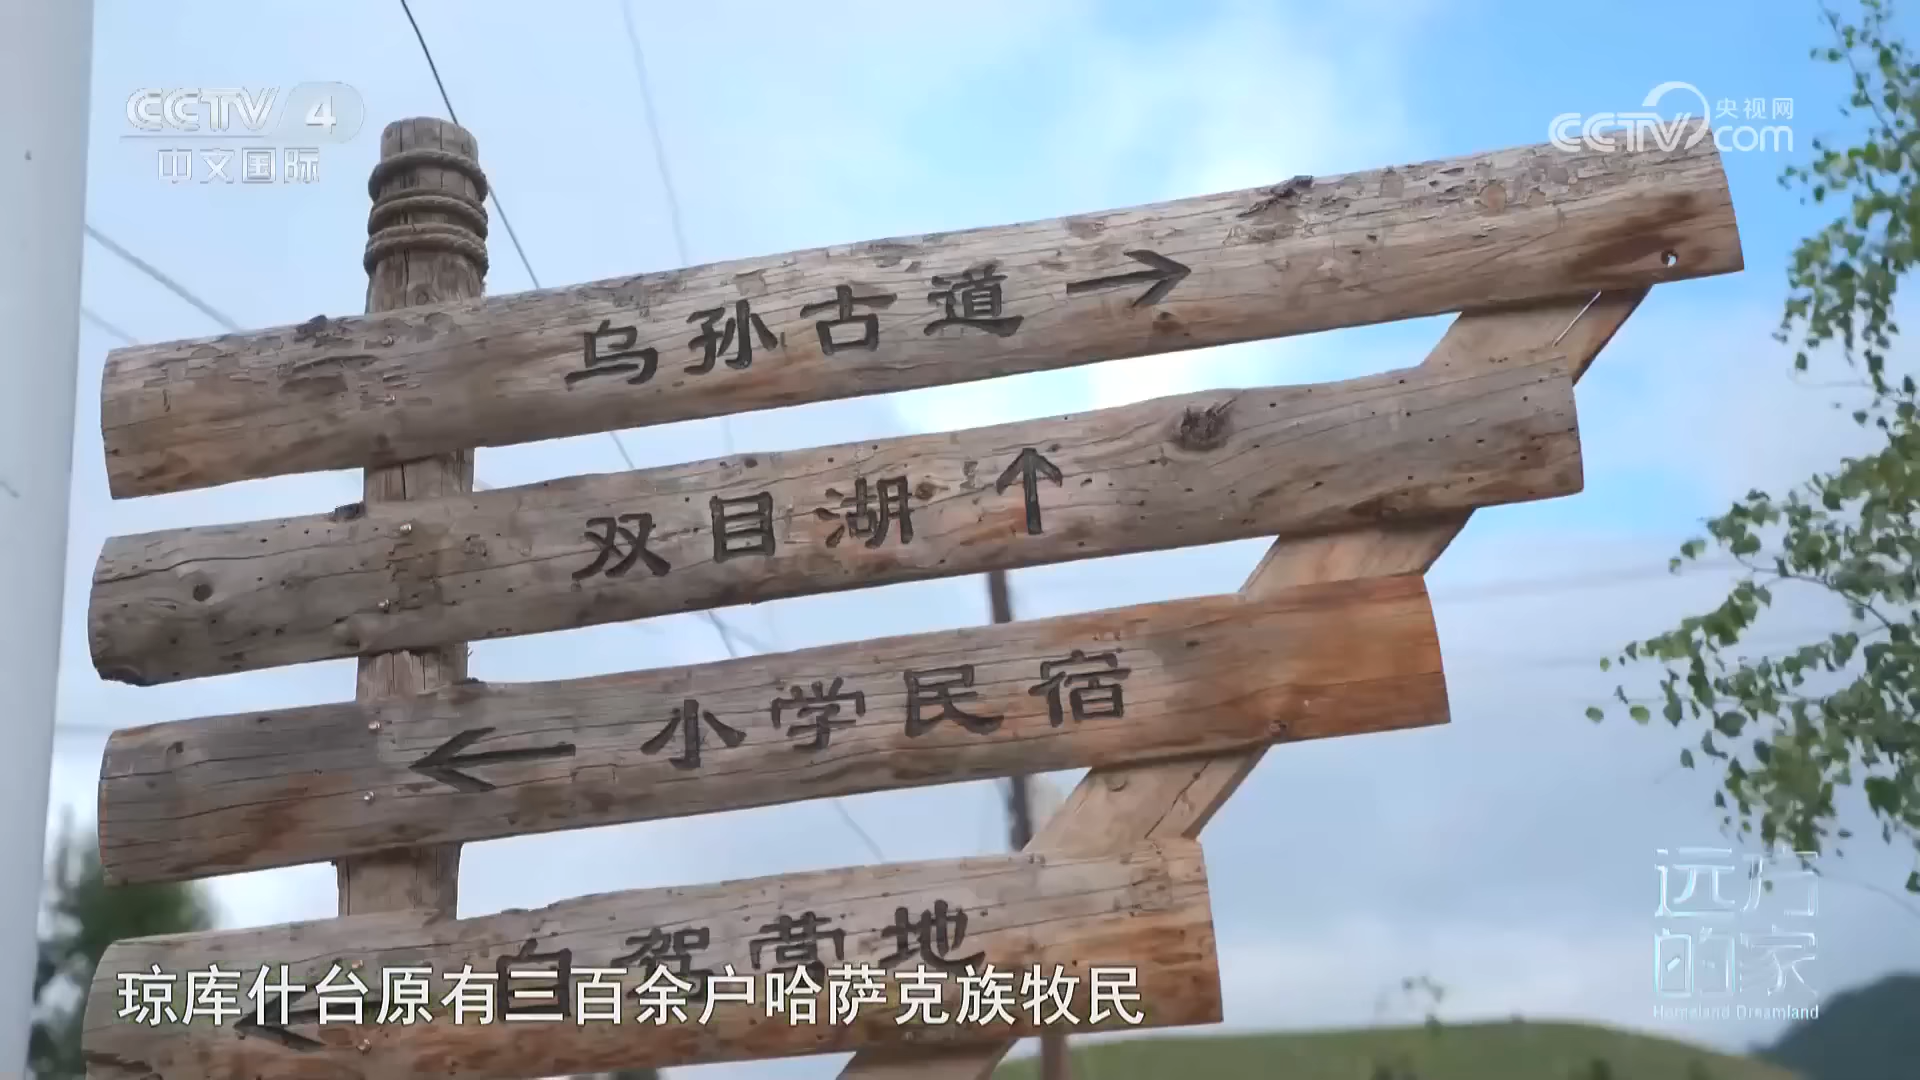 CCTV 4
中文国际
央视网
CCTV.com
乌孙古道 →
双目湖 ↑
← 小学民宿
← 自驾营地
琼库什台原有三百余户哈萨克族牧民
远方的家
Homeland Dreamland